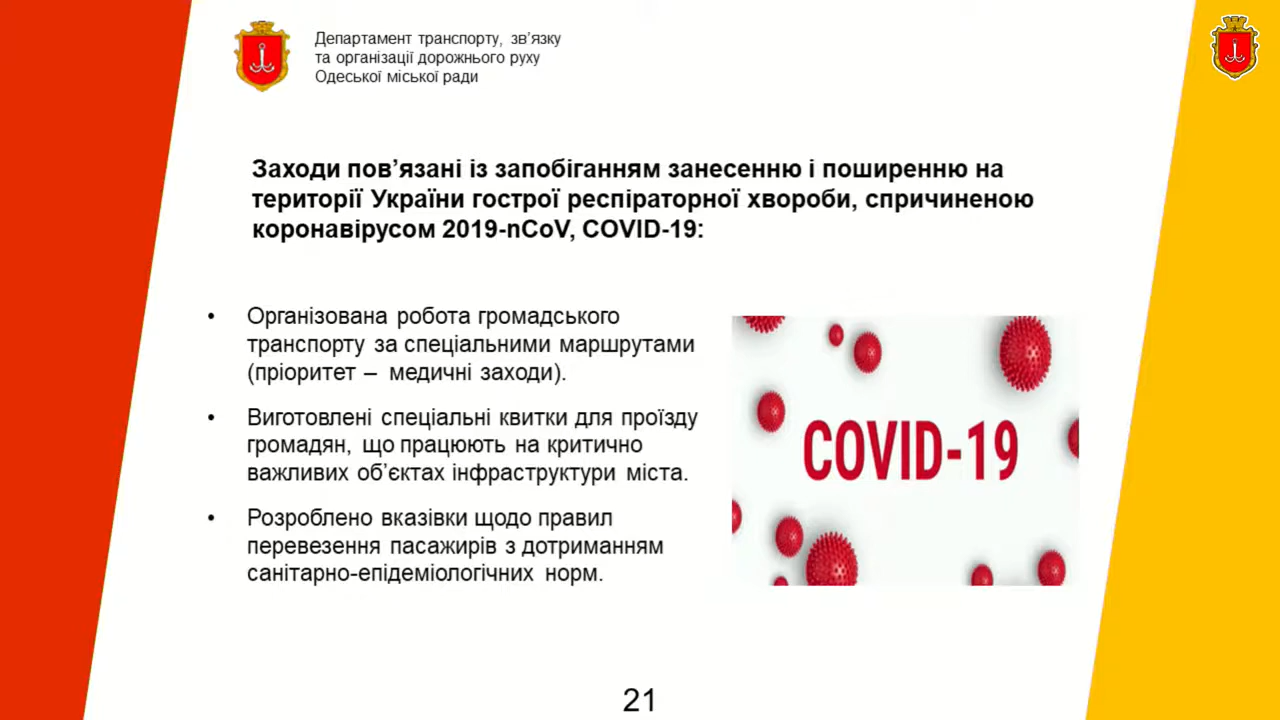 Департамент транспорту, зв’язку
та організації дорожнього руху
Одеської міської ради
Заходи пов’язані із запобіганням занесенню і поширенню на
території України гострої респіраторної хвороби, спричиненою
коронавірусом 2019-nCoV, COVID-19:
• Організована робота громадського
транспорту за спеціальними маршрутами
(пріоритет – медичні заходи).
• Виготовлені спеціальні квитки для проїзду
громадян, що працюють на критично
важливих об’єктах інфраструктури міста.
• Розроблено вказівки щодо правил
перевезення пасажирів з дотриманням
санітарно-епідеміологічних норм.
COVID-19
21